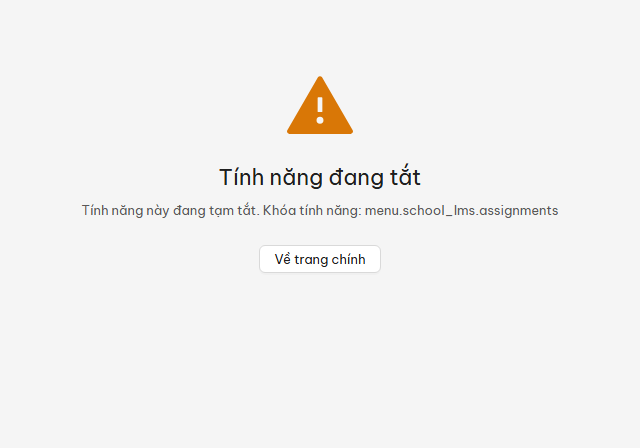 Tính năng đang tắt
Tính năng này đang tạm tắt. Khóa tính năng: menu.school_lms.assignments
Về trang chính